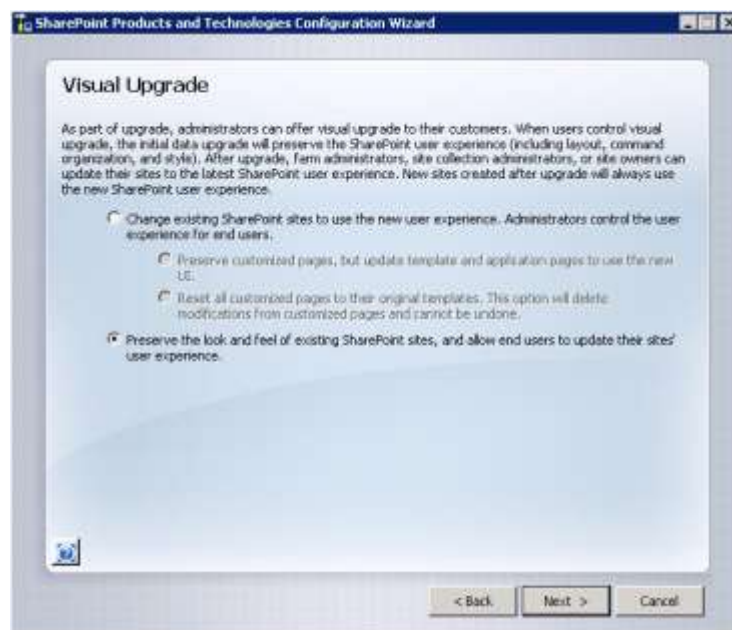 SharePoint Products and Technologies Configuration Wizard
Visual Upgrade
As part of upgrade, administrators can offer visual upgrade to their customers. When users control visual
upgrade, the initial data upgrade will preserve the SharePoint user experience (including layout, command
organization, and style). After upgrade, farm administrators, site collection administrators, or site owners can
update their sites to the latest SharePoint user experience. New sites created after upgrade will always use
the new SharePoint user experience.
Change existing SharePoint sites to use the new user experience. Administrators control the user
experience for end users.
Preserve customized pages, but update template and application pages to use the new
UI.
Reset all customized pages to their original templates. This option will delete
modifications from customized pages and cannot be undone.
Preserve the look and feel of existing SharePoint sites, and allow end users to update their sites'
user experience.
< Back Next > Cancel